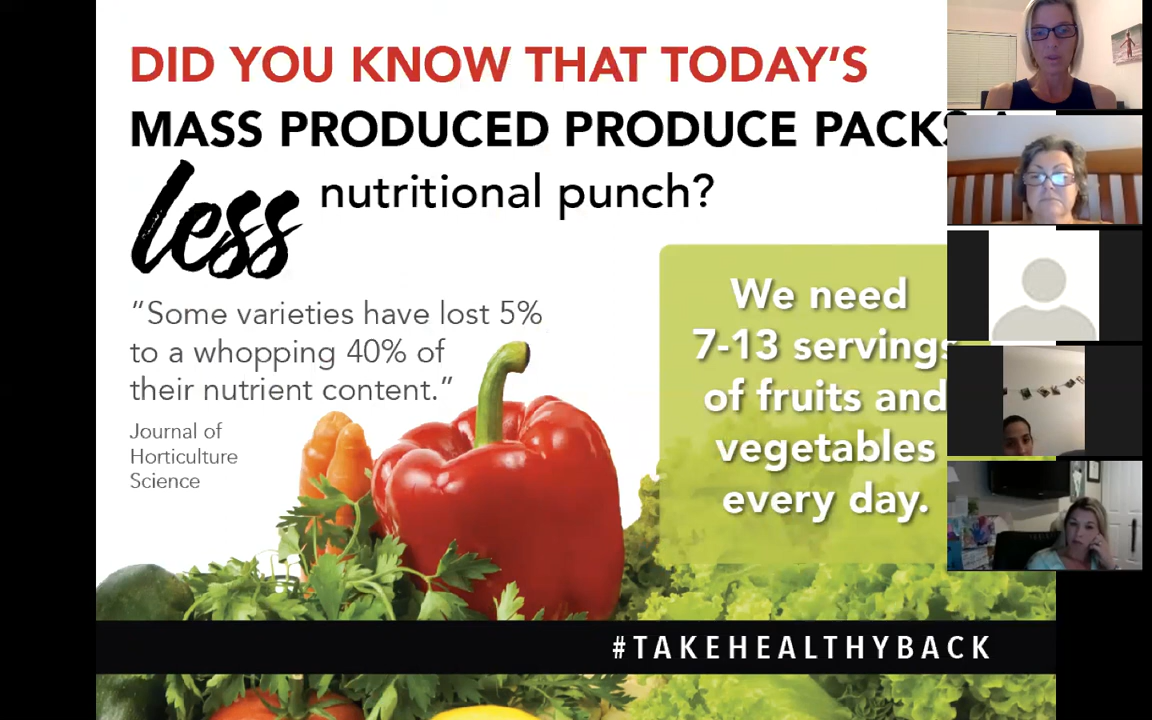 DID YOU KNOW THAT TODAY'S
MASS PRODUCED PRODUCE PACKS A
less nutritional punch?
"Some varieties have lost 5%
to a whopping 40% of
their nutrient content."
Journal of
Horticulture
Science
We need
7-13 servings
of fruits and
vegetables
every day.
#TAKEHEALTHYBACK